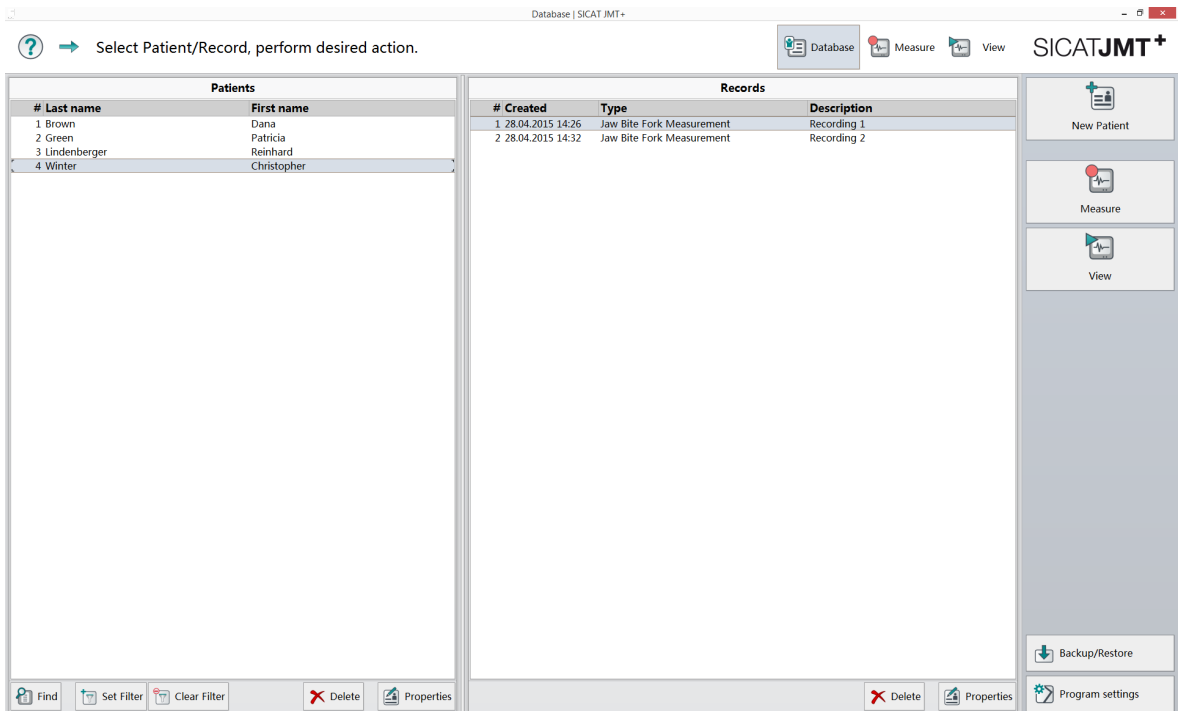 Database | SICAT JMT+
? Select Patient/Record, perform desired action.
Database Measure View
SICATJMT+
Patients
# Last name First name
1 Brown Dana
2 Green Patricia
3 Lindenberger Reinhard
4 Winter Christopher
Records
# Created Type Description
1 28.04.2015 14:26 Jaw Bite Fork Measurement Recording 1
2 28.04.2015 14:32 Jaw Bite Fork Measurement Recording 2
New Patient
Measure
View
Backup/Restore
Program settings
Find Set Filter Clear Filter Delete Properties
Delete Properties